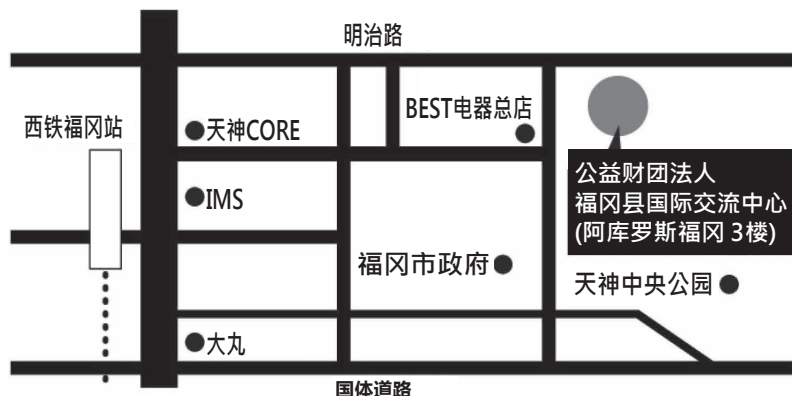 明治路
BEST电器总店
西铁福冈站
天神CORE
公益财团法人
福冈县国际交流中心
(阿库罗斯福冈 3楼)
IMS
福冈市政府
天神中央公园
大丸
国体道路